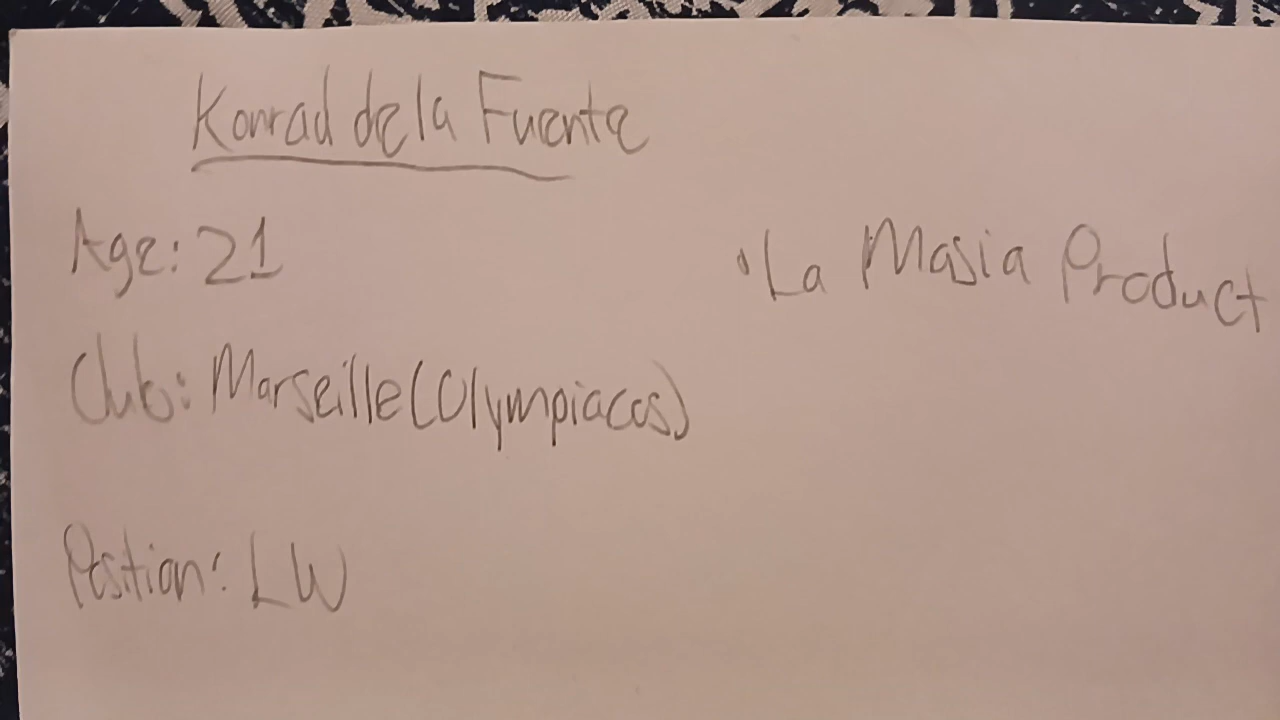 Konrad de la Fuente
Age: 21
• La Masia Product
Club: Marseille (Olympiacos)
Position: LW